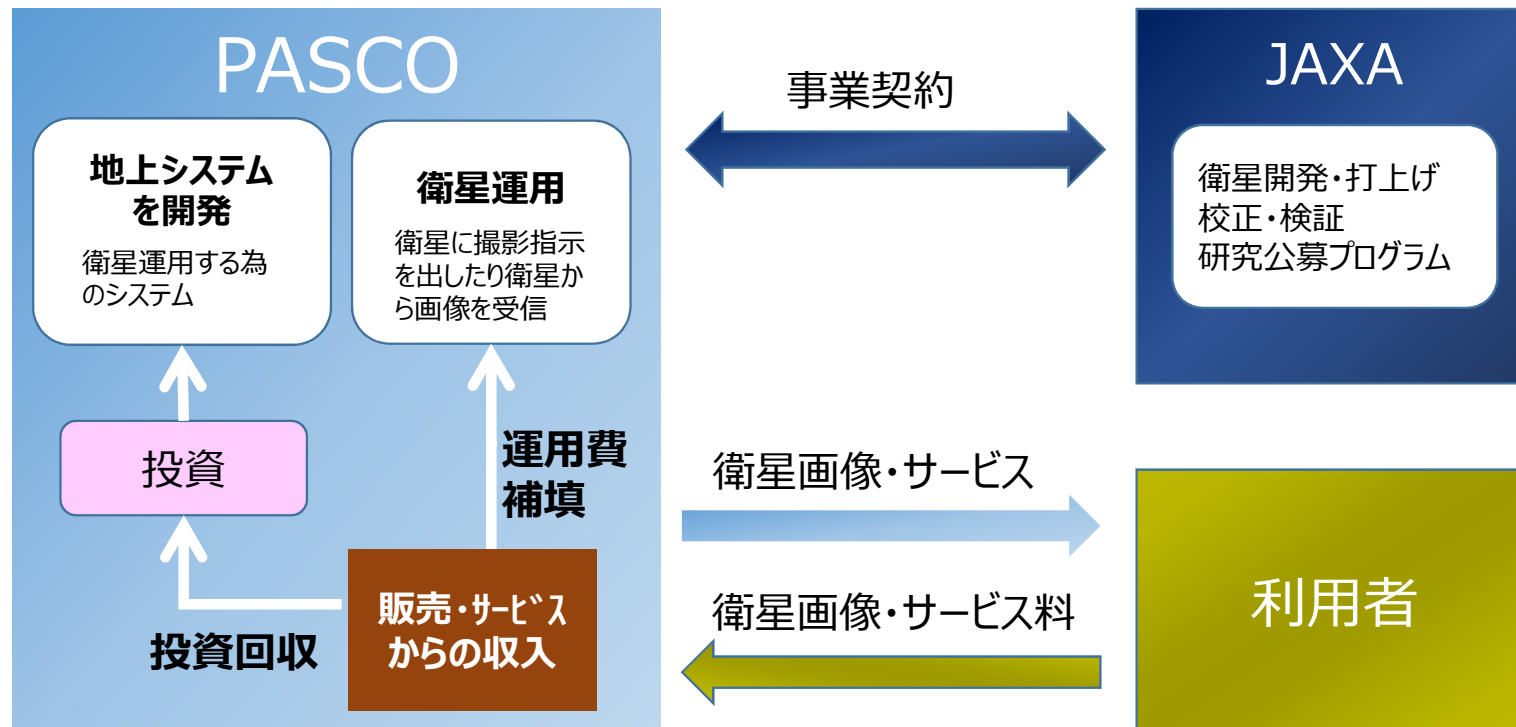 PASCO
地上システム
を開発
衛星運用する為
のシステム
衛星運用
衛星に撮影指示
を出したり衛星か
ら画像を受信
投資
運用費
補填
投資回収
販売・ｻｰﾋﾞｽ
からの収入
事業契約
JAXA
衛星開発・打上げ
校正・検証
研究公募プログラム
衛星画像・サービス
衛星画像・サービス料
利用者